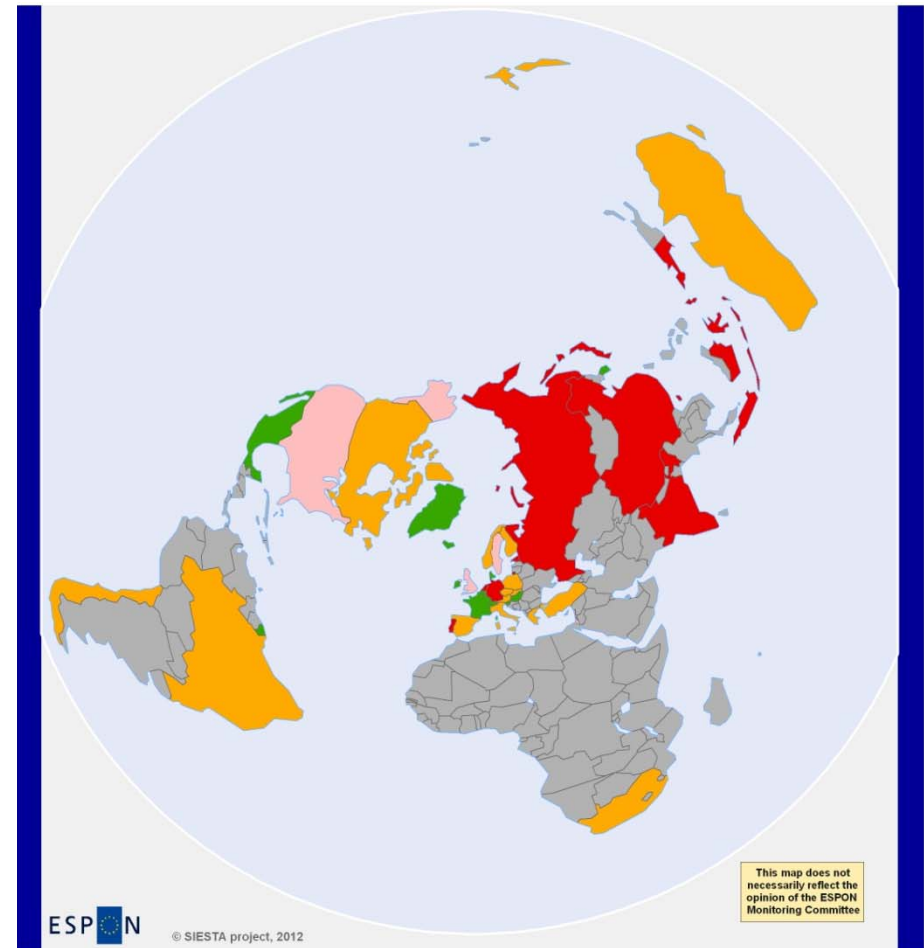 This map does not
necessarily reflect the
opinion of the ESPON
Monitoring Committee
ESPON
© SIESTA project, 2012